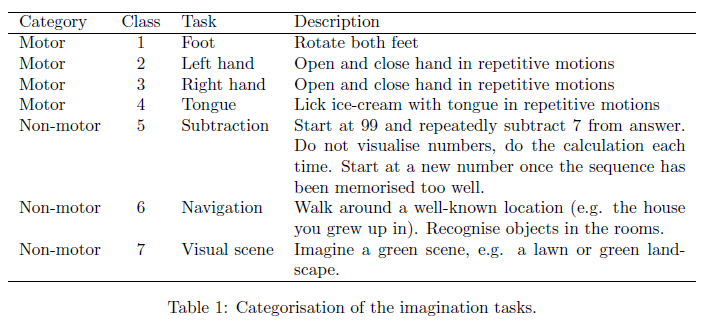 Category Class Task Description
Motor 1 Foot Rotate both feet
Motor 2 Left hand Open and close hand in repetitive motions
Motor 3 Right hand Open and close hand in repetitive motions
Motor 4 Tongue Lick ice-cream with tongue in repetitive motions
Non-motor 5 Subtraction Start at 99 and repeatedly subtract 7 from answer.
Do not visualise numbers, do the calculation each
time. Start at a new number once the sequence has
been memorised too well.
Non-motor 6 Navigation Walk around a well-known location (e.g. the house
you grew up in). Recognise objects in the rooms.
Non-motor 7 Visual scene Imagine a green scene, e.g. a lawn or green land-
scape.
Table 1: Categorisation of the imagination tasks.